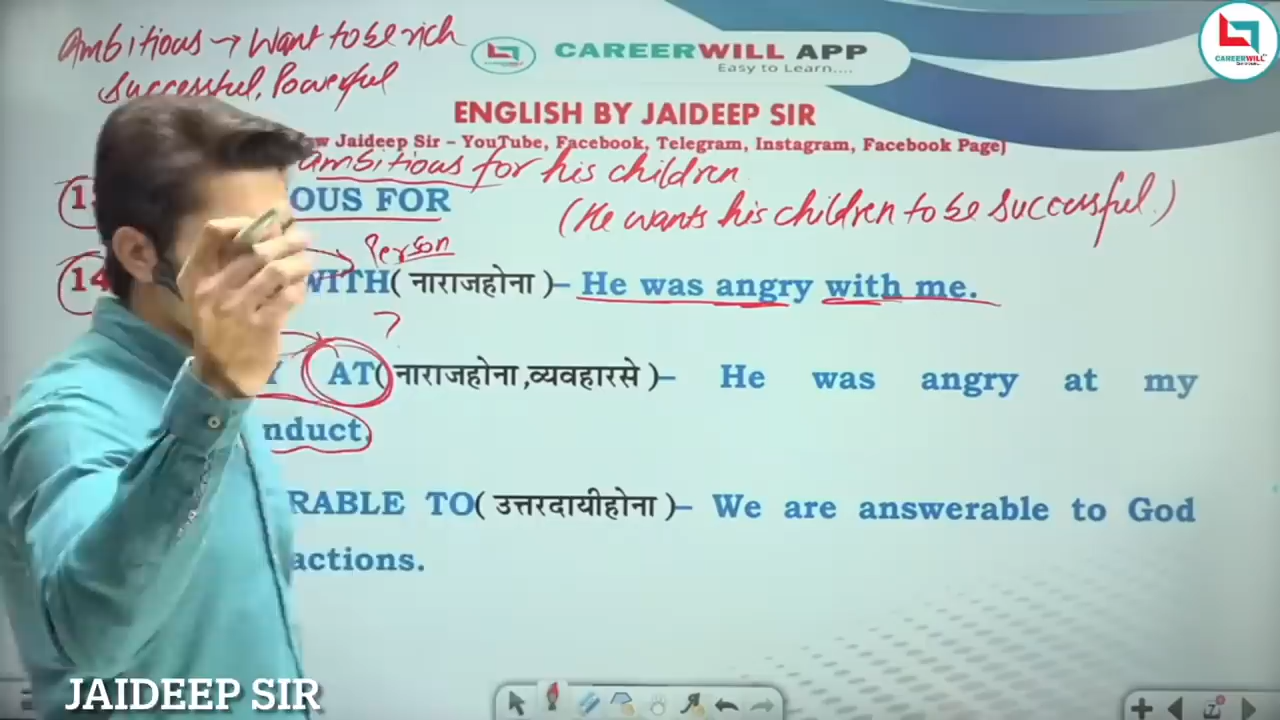 Ambitious → Want to be rich
Successful, Powerful
CAREERWILL APP
Easy to Learn....
CAREERWILL
ENGLISH BY JAIDEEP SIR
Jaideep Sir – YouTube, Facebook, Telegram, Instagram, Facebook Page)
ambitious for his children
OUS FOR
(He wants his children to be successful.)
Person
14 WITH( नाराजहोना )– He was angry with me.
?
Y AT( नाराजहोना,व्यवहारसे )– He was angry at my
nduct.
RABLE TO( उत्तरदायीहोना )– We are answerable to God
actions.
JAIDEEP SIR